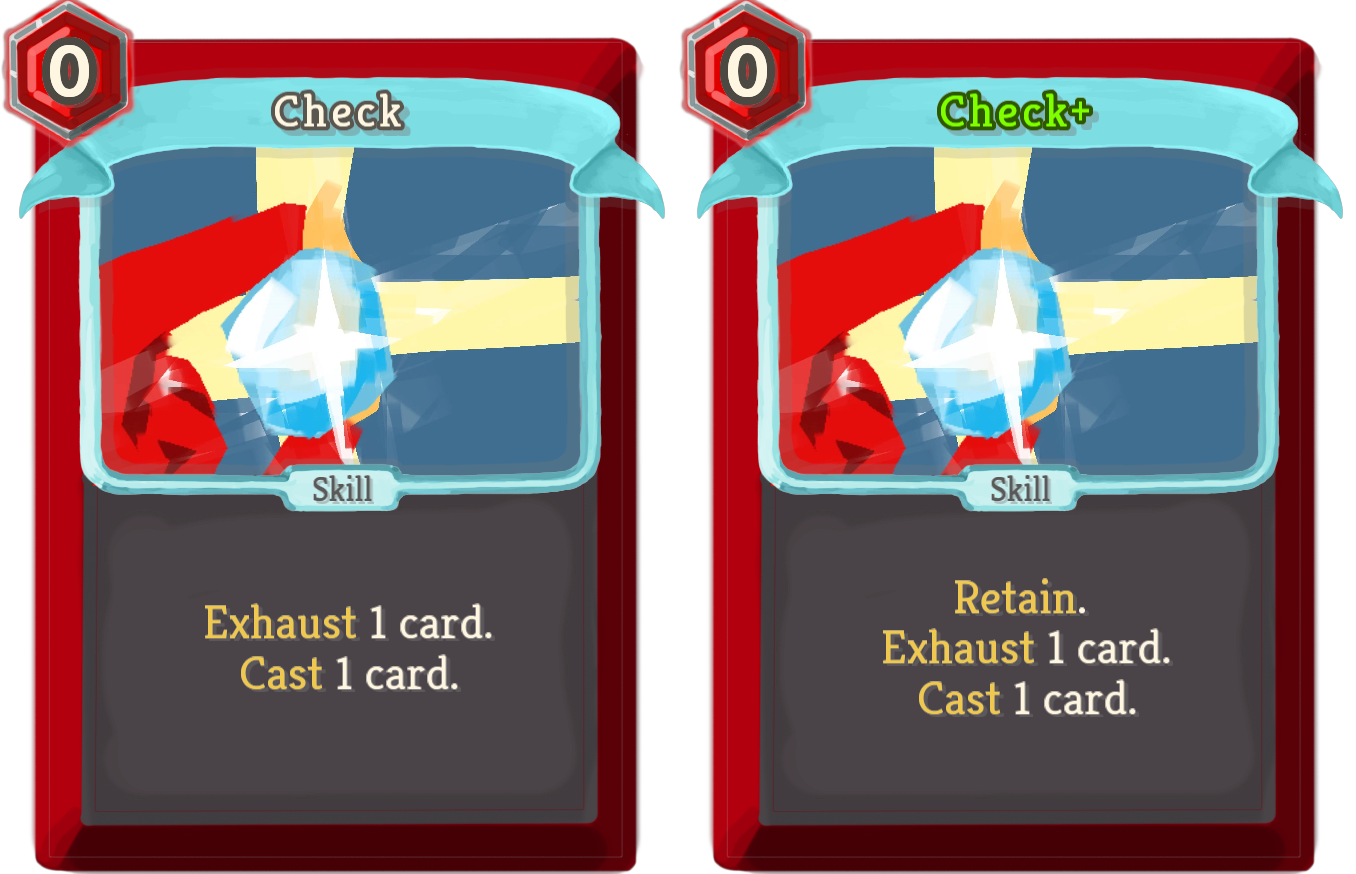 0
Check
Skill
Exhaust 1 card.
Cast 1 card.
0
Check+
Skill
Retain.
Exhaust 1 card.
Cast 1 card.